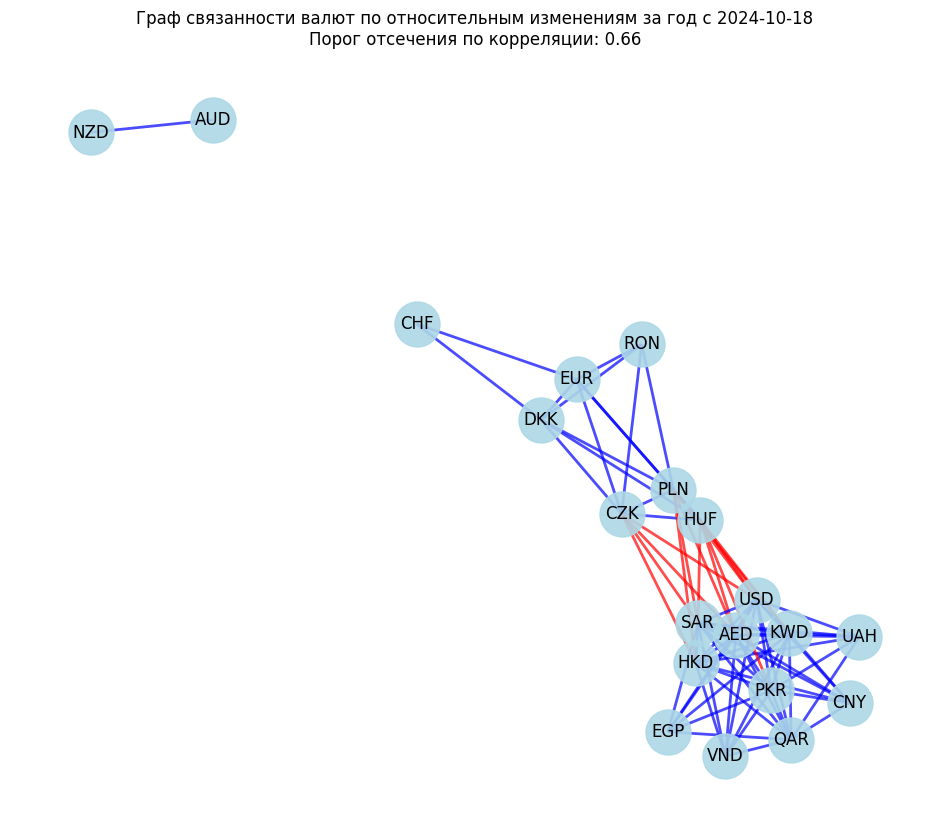 Граф связанности валют по относительным изменениям за год с 2024-10-18
Порог отсечения по корреляции: 0.66
NZD
AUD
CHF
RON
EUR
DKK
PLN
CZK
HUF
USD
SAR
AED
KWD
UAH
HKD
PKR
CNY
EGP
QAR
VND